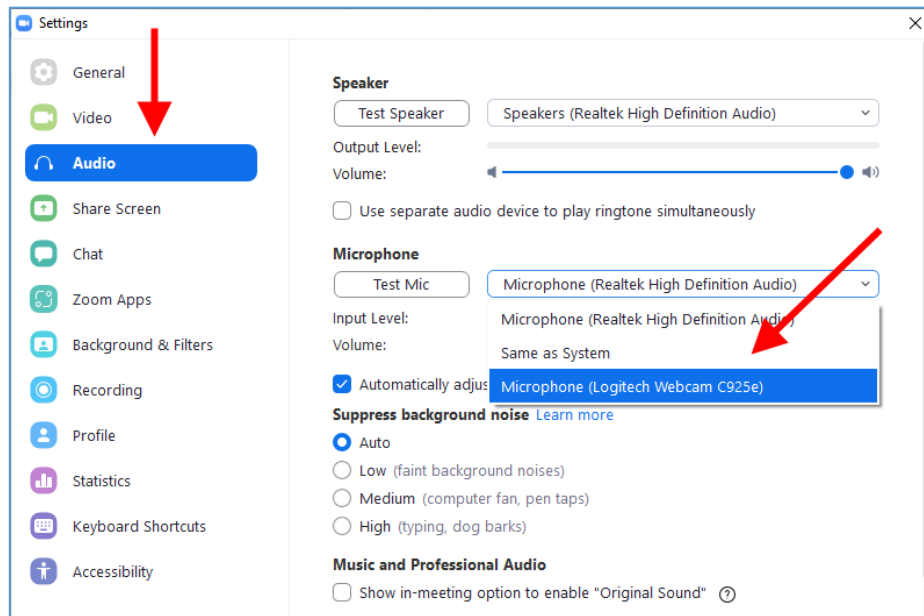 Settings
General
Video
Audio
Share Screen
Chat
Zoom Apps
Background & Filters
Recording
Profile
Statistics
Keyboard Shortcuts
Accessibility
Speaker
Test Speaker
Speakers (Realtek High Definition Audio)
Output Level:
Volume:
Use separate audio device to play ringtone simultaneously
Microphone
Test Mic
Microphone (Realtek High Definition Audio)
Input Level:
Microphone (Realtek High Definition Audio)
Volume:
Same as System
Automatically adjus
Microphone (Logitech Webcam C925e)
Suppress background noise Learn more
Auto
Low (faint background noises)
Medium (computer fan, pen taps)
High (typing, dog barks)
Music and Professional Audio
Show in-meeting option to enable "Original Sound" ?